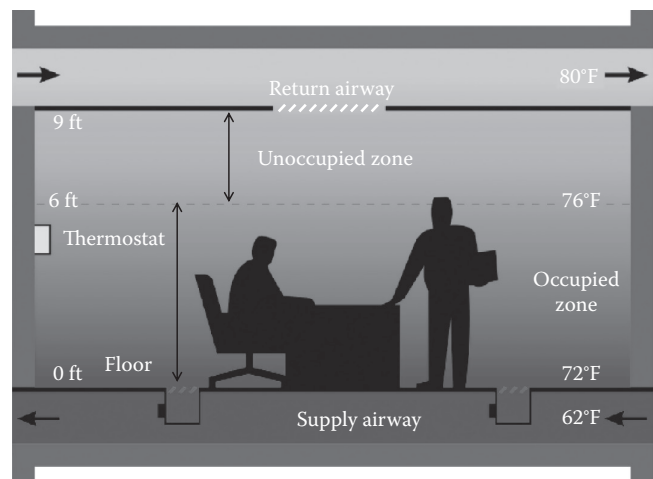 80°F
Return airway
9 ft
Unoccupied zone
6 ft
76°F
Thermostat
Occupied
zone
Floor
0 ft
72°F
Supply airway
62°F